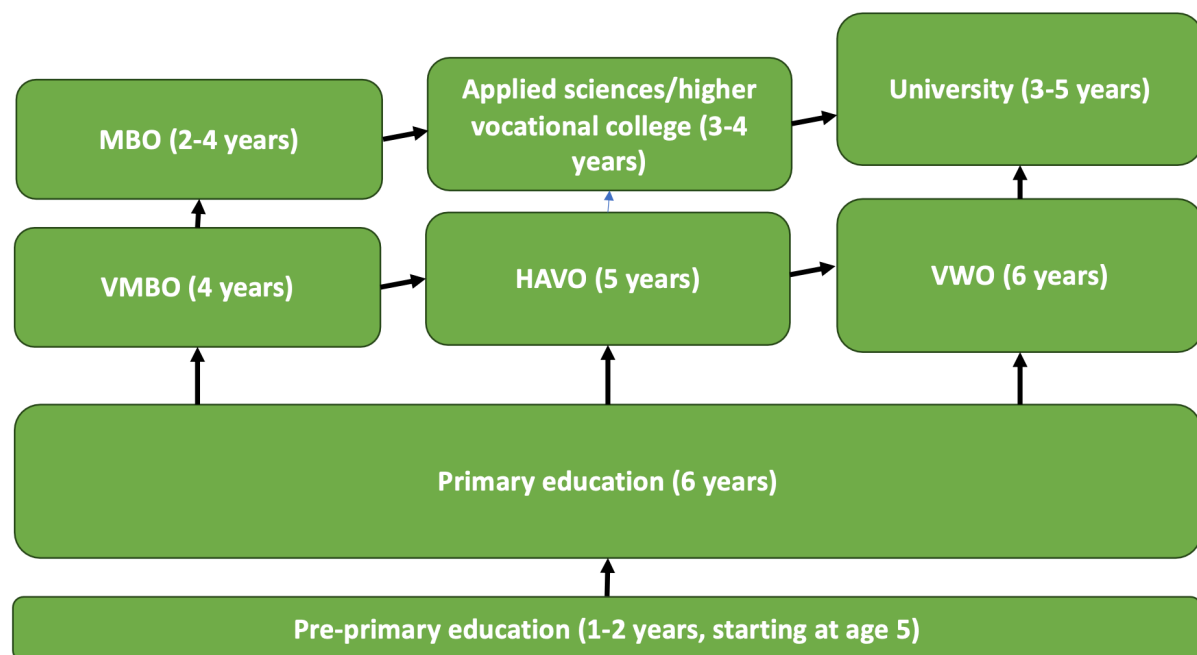 MBO (2-4 years)
Applied sciences/higher
vocational college (3-4
years)
University (3-5 years)
VMBO (4 years)
HAVO (5 years)
VWO (6 years)
Primary education (6 years)
Pre-primary education (1-2 years, starting at age 5)